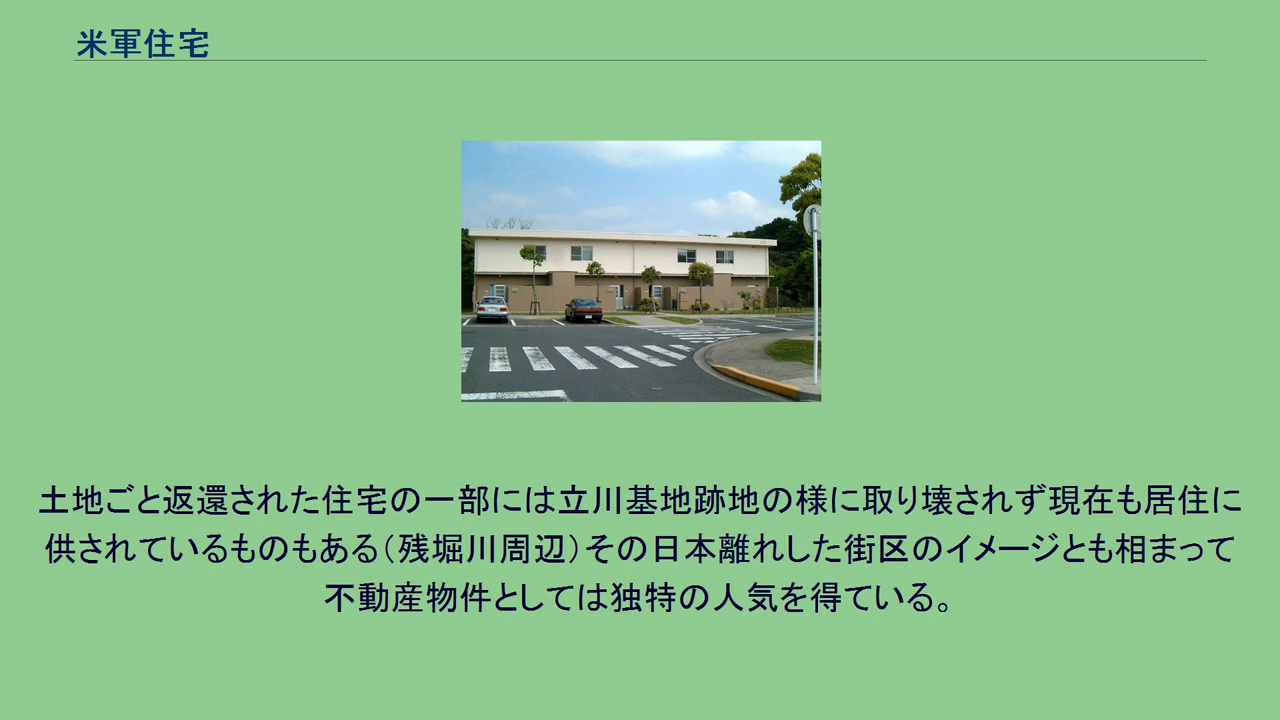 米軍住宅
土地ごと返還された住宅の一部には立川基地跡地の様に取り壊されず現在も居住に
供されているものもある(残堀川周辺)その日本離れした街区のイメージとも相まって
不動産物件としては独特の人気を得ている。